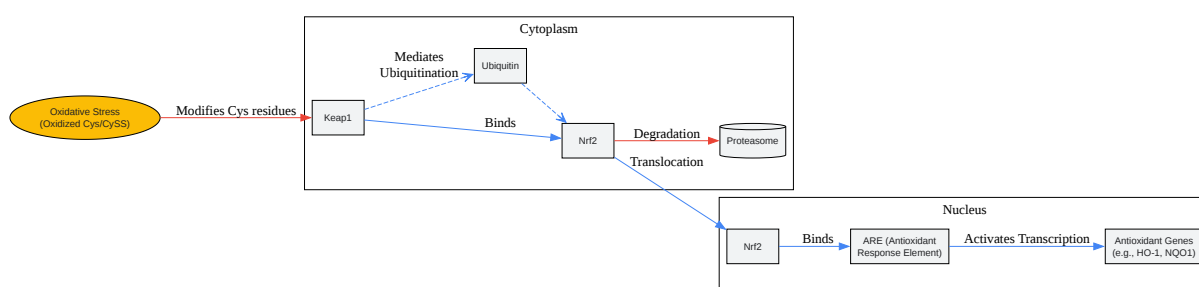 Cytoplasm
Mediates
Ubiquitination
Ubiquitin
Oxidative Stress
(Oxidized Cys/CySS)
Modifies Cys residues
Keap1
Binds
Nrf2
Degradation
Proteasome
Translocation
Nucleus
Nrf2
Binds
ARE (Antioxidant
Response Element)
Activates Transcription
Antioxidant Genes
(e.g., HO-1, NQO1)